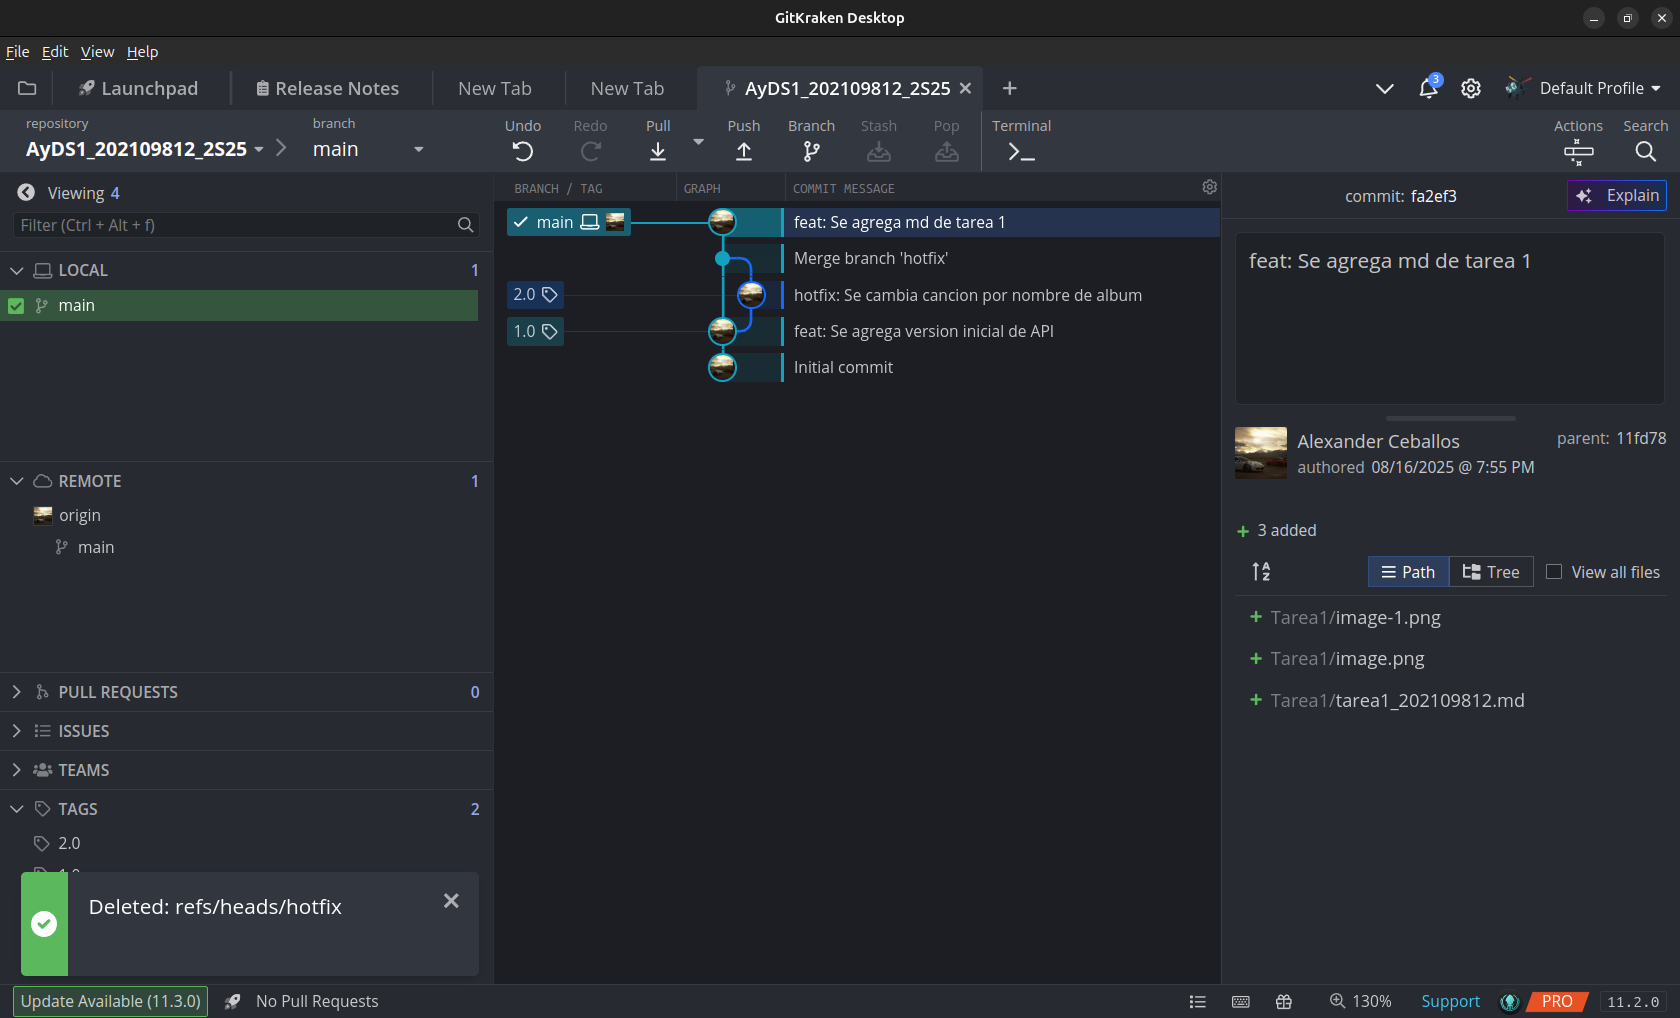 GitKraken Desktop
File Edit View Help
Launchpad
Release Notes
New Tab
New Tab
AyDS1_202109812_2S25
3
Default Profile
repository
AyDS1_202109812_2S25
branch
main
Undo
Redo
Pull
Push
Branch
Stash
Pop
Terminal
Actions
Search
Viewing 4
Filter (Ctrl + Alt + f)
LOCAL 1
main
REMOTE 1
origin
main
PULL REQUESTS 0
ISSUES
TEAMS
TAGS 2
2.0
1.0
Deleted: refs/heads/hotfix
BRANCH / TAG GRAPH COMMIT MESSAGE
main feat: Se agrega md de tarea 1
Merge branch 'hotfix'
2.0 hotfix: Se cambia cancion por nombre de album
1.0 feat: Se agrega version inicial de API
Initial commit
commit: fa2ef3
Explain
feat: Se agrega md de tarea 1
Alexander Ceballos
authored 08/16/2025 @ 7:55 PM
parent: 11fd78
3 added
A
Z
Path
Tree
View all files
Tarea1/image-1.png
Tarea1/image.png
Tarea1/tarea1_202109812.md
Update Available (11.3.0)
No Pull Requests
130%
Support
PRO
11.2.0